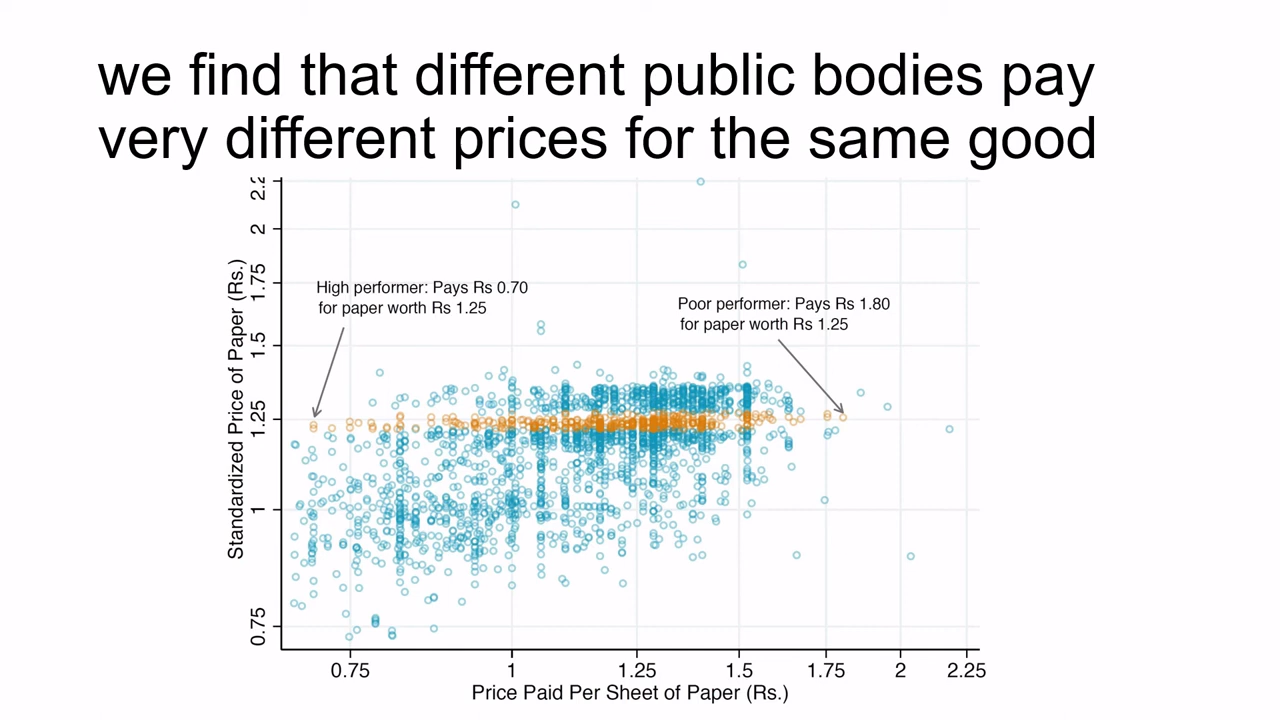 we find that different public bodies pay
very different prices for the same good
Standardized Price of Paper (Rs.)
2.2
2
1.75
1.5
1.25
1
0.75
High performer: Pays Rs 0.70
for paper worth Rs 1.25
Poor performer: Pays Rs 1.80
for paper worth Rs 1.25
0.75 1 1.25 1.5 1.75 2 2.25
Price Paid Per Sheet of Paper (Rs.)